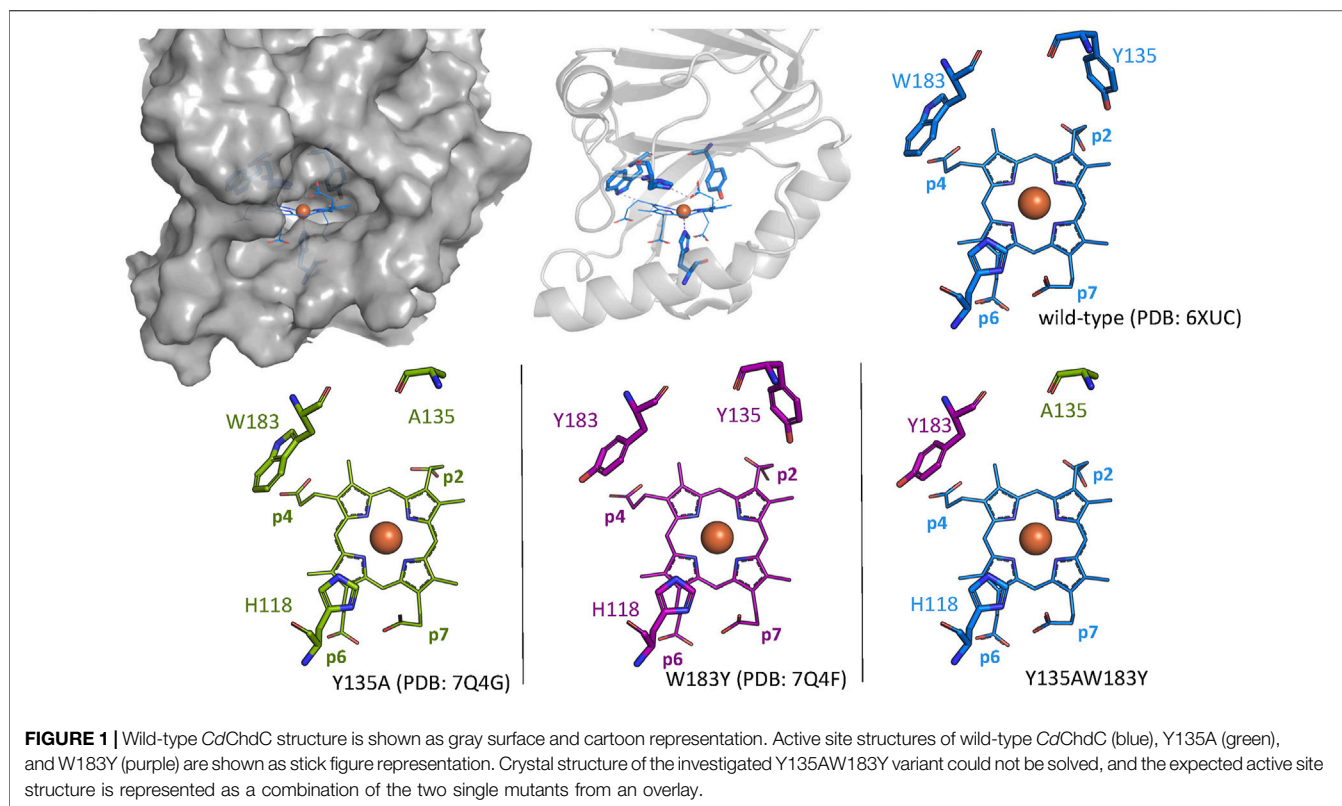 W183
Y135
p2
p4
p6
p7
wild-type (PDB: 6XUC)
W183
A135
p2
p4
H118
p7
p6
Y135A (PDB: 7Q4G)
Y183
Y135
p2
p4
H118
p7
p6
W183Y (PDB: 7Q4F)
Y183
A135
p2
p4
H118
p7
p6
Y135AW183Y
FIGURE 1 | Wild-type CdChdC structure is shown as gray surface and cartoon representation. Active site structures of wild-type CdChdC (blue), Y135A (green),
and W183Y (purple) are shown as stick figure representation. Crystal structure of the investigated Y135AW183Y variant could not be solved, and the expected active site
structure is represented as a combination of the two single mutants from an overlay.